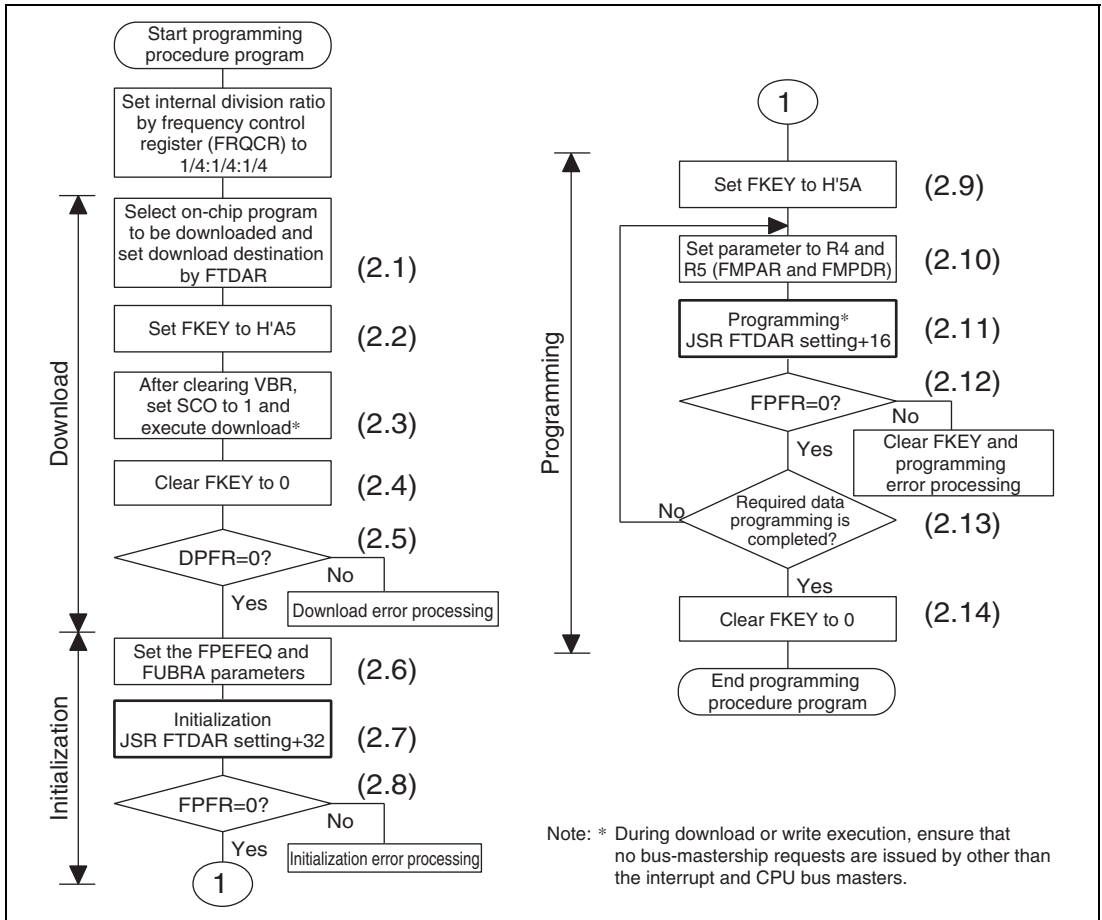 Start programming
procedure program
Set internal division ratio
by frequency control
register (FRQCR) to
1/4:1/4:1/4
Download
Select on-chip program
to be downloaded and
set download destination
by FTDAR
(2.1)
Set FKEY to H'A5
(2.2)
After clearing VBR,
set SCO to 1 and
execute download*
(2.3)
Clear FKEY to 0
(2.4)
DPFR=0?
(2.5)
No
Yes
Download error processing
Initialization
Set the FPEFEQ and
FUBRA parameters
(2.6)
Initialization
JSR FTDAR setting+32
(2.7)
FPFR=0?
(2.8)
No
Yes
Initialization error processing
1
1
Programming
Set FKEY to H'5A
(2.9)
Set parameter to R4 and
R5 (FMPAR and FMPDR)
(2.10)
Programming*
JSR FTDAR setting+16
(2.11)
FPFR=0?
(2.12)
No
Yes
Clear FKEY and
programming
error processing
Required data
programming is
completed?
(2.13)
No
Yes
Clear FKEY to 0
(2.14)
End programming
procedure program
Note: * During download or write execution, ensure that
no bus-mastership requests are issued by other than
the interrupt and CPU bus masters.